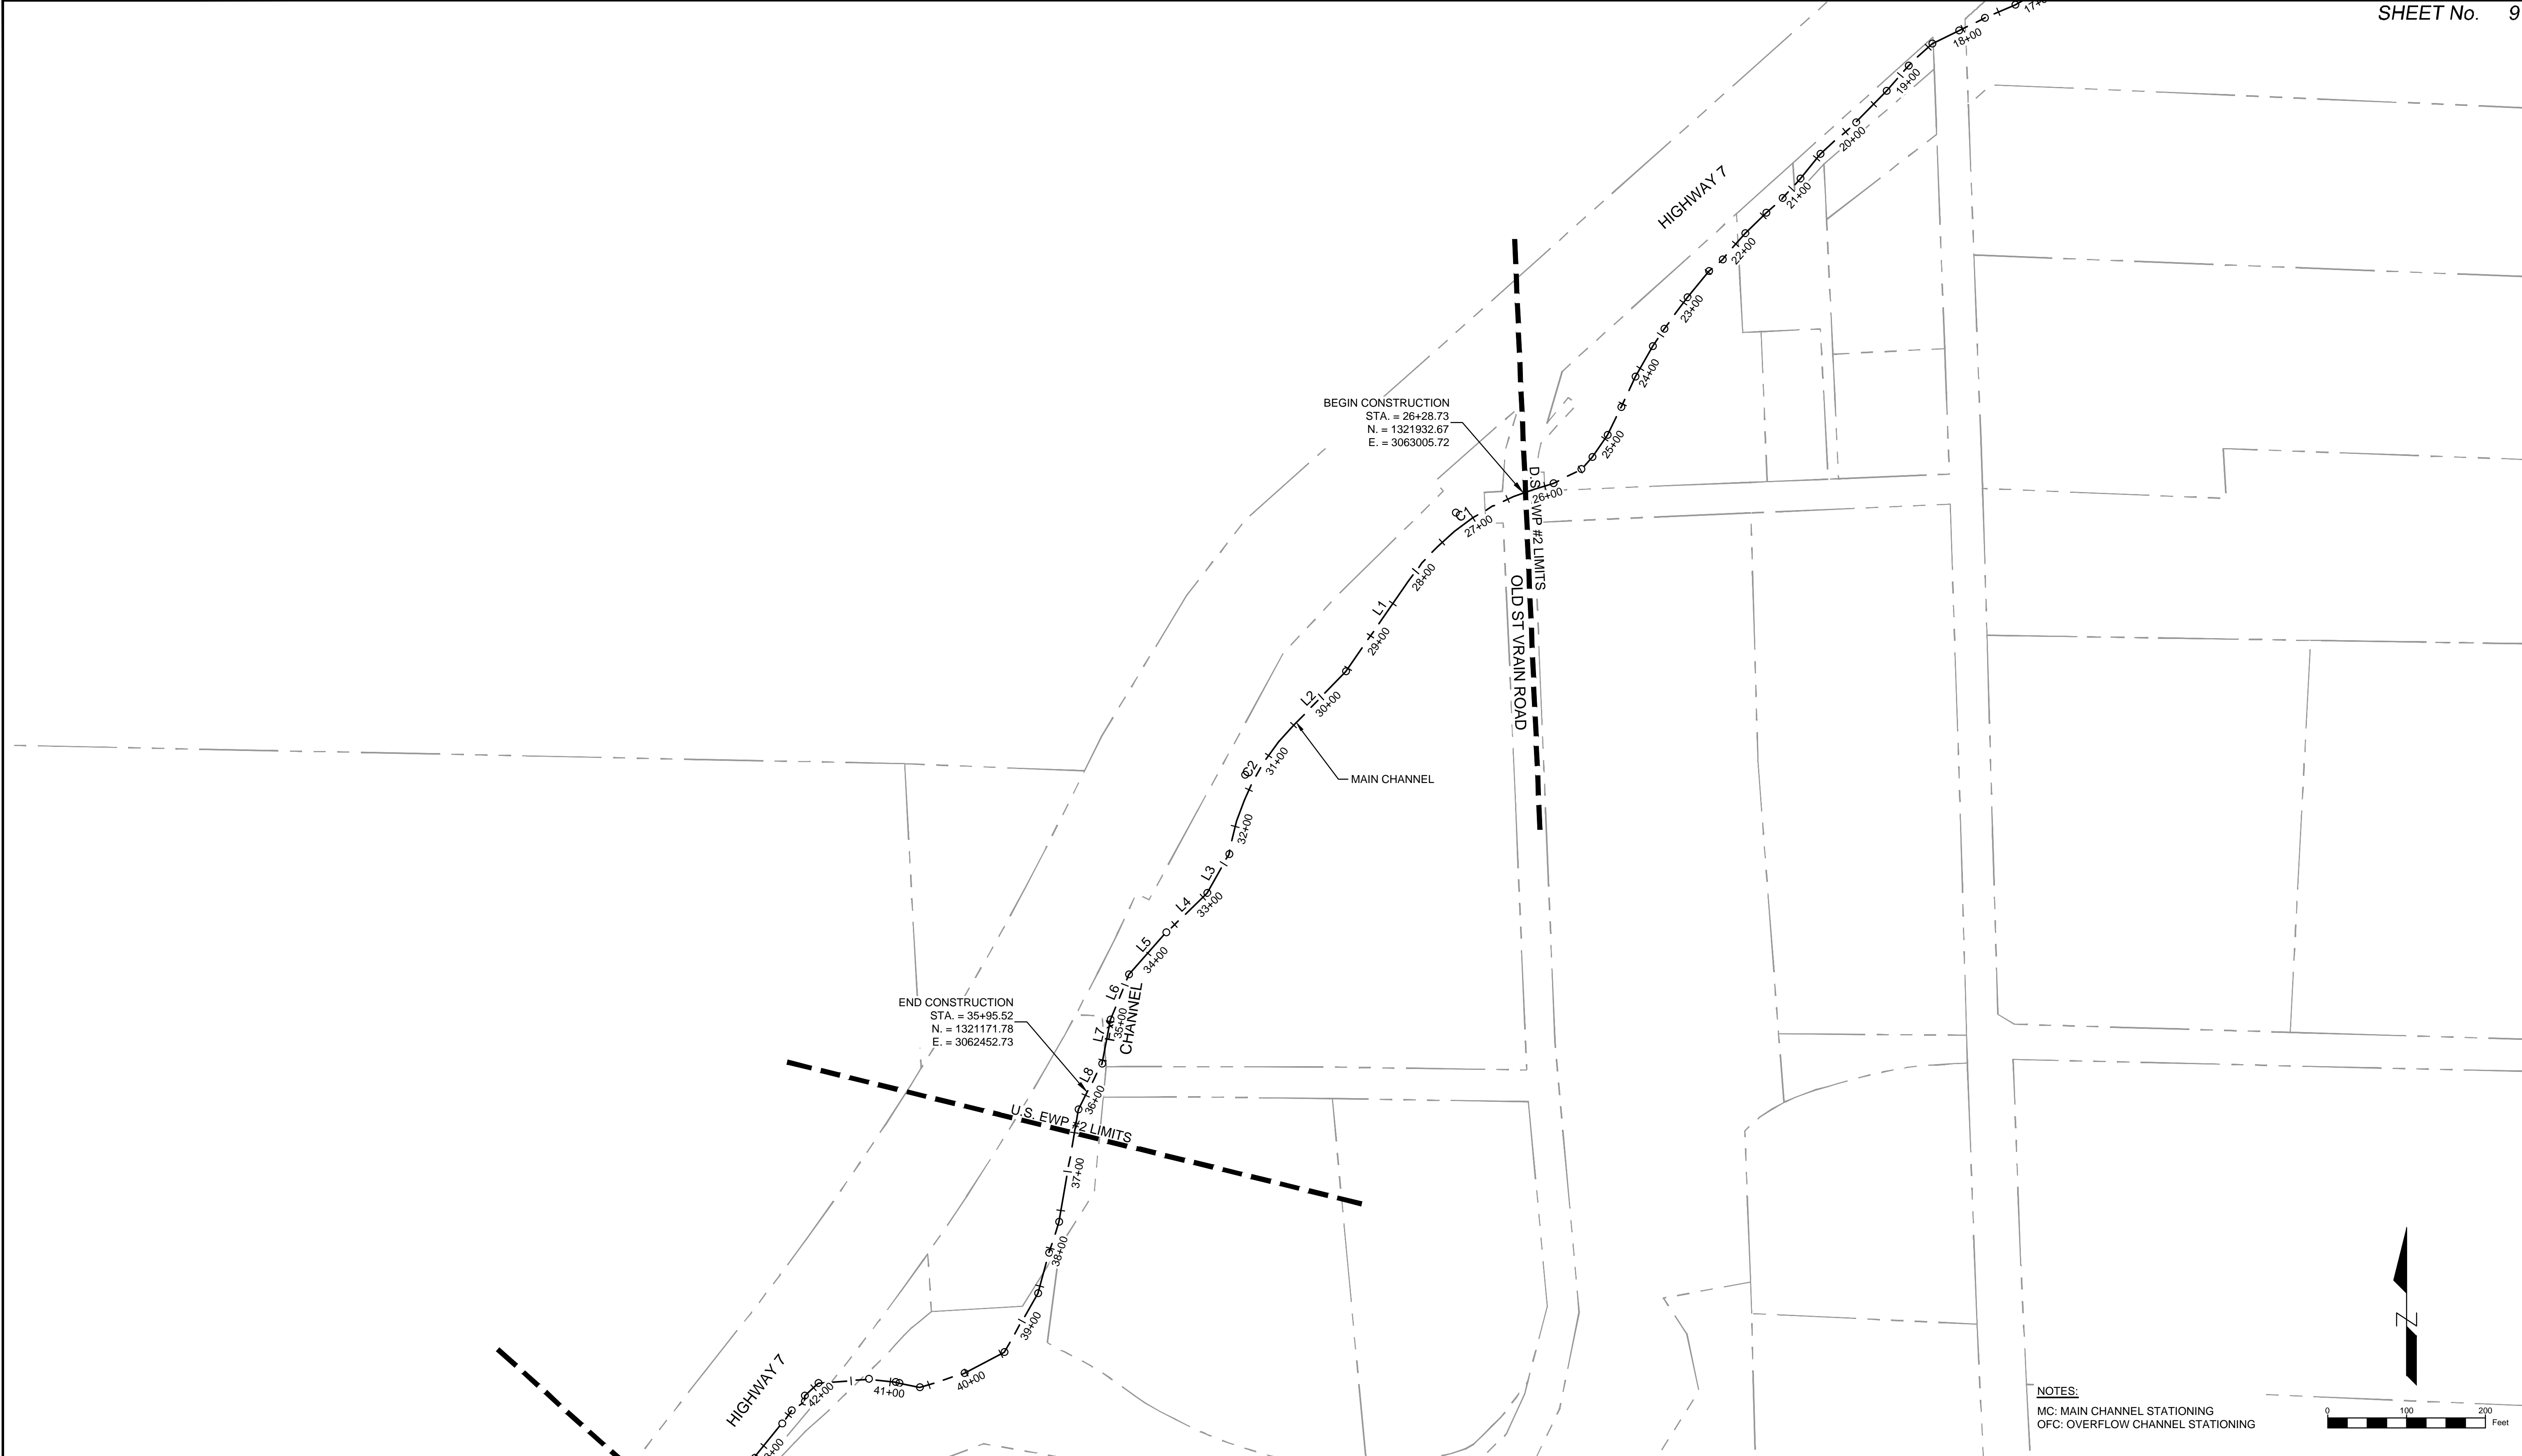 SHEET No. 9
18+00
19+00
20+00
21+00
22+00
23+00
24+00
25+00
26+00
27+00
28+00
29+00
30+00
31+00
32+00
33+00
34+00
35+00
36+00
37+00
38+00
39+00
40+00
41+00
42+00
HIGHWAY 7
BEGIN CONSTRUCTION
STA. = 26+28.73
N. = 1321932.67
E. = 3063005.72
OLD ST VRAIN ROAD
C1
L1
L2
C2
L3
L4
L5
L6
L7
L8
MAIN CHANNEL
CHANNEL
END CONSTRUCTION
STA. = 35+95.52
N. = 1321171.78
E. = 3062452.73
U.S. EWP #2 LIMITS
HIGHWAY 7
WP #2 LIMITS
N
NOTES:
MC: MAIN CHANNEL STATIONING
OFC: OVERFLOW CHANNEL STATIONING
0 100 200
Feet